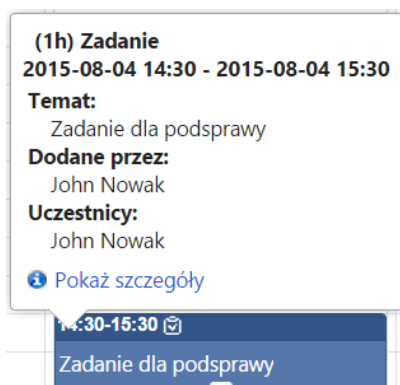 (1h) Zadanie
2015-08-04 14:30 - 2015-08-04 15:30
Temat:
Zadanie dla podsprawy
Dodane przez:
John Nowak
Uczestnicy:
John Nowak
Pokaż szczegóły
14:30-15:30
Zadanie dla podsprawy